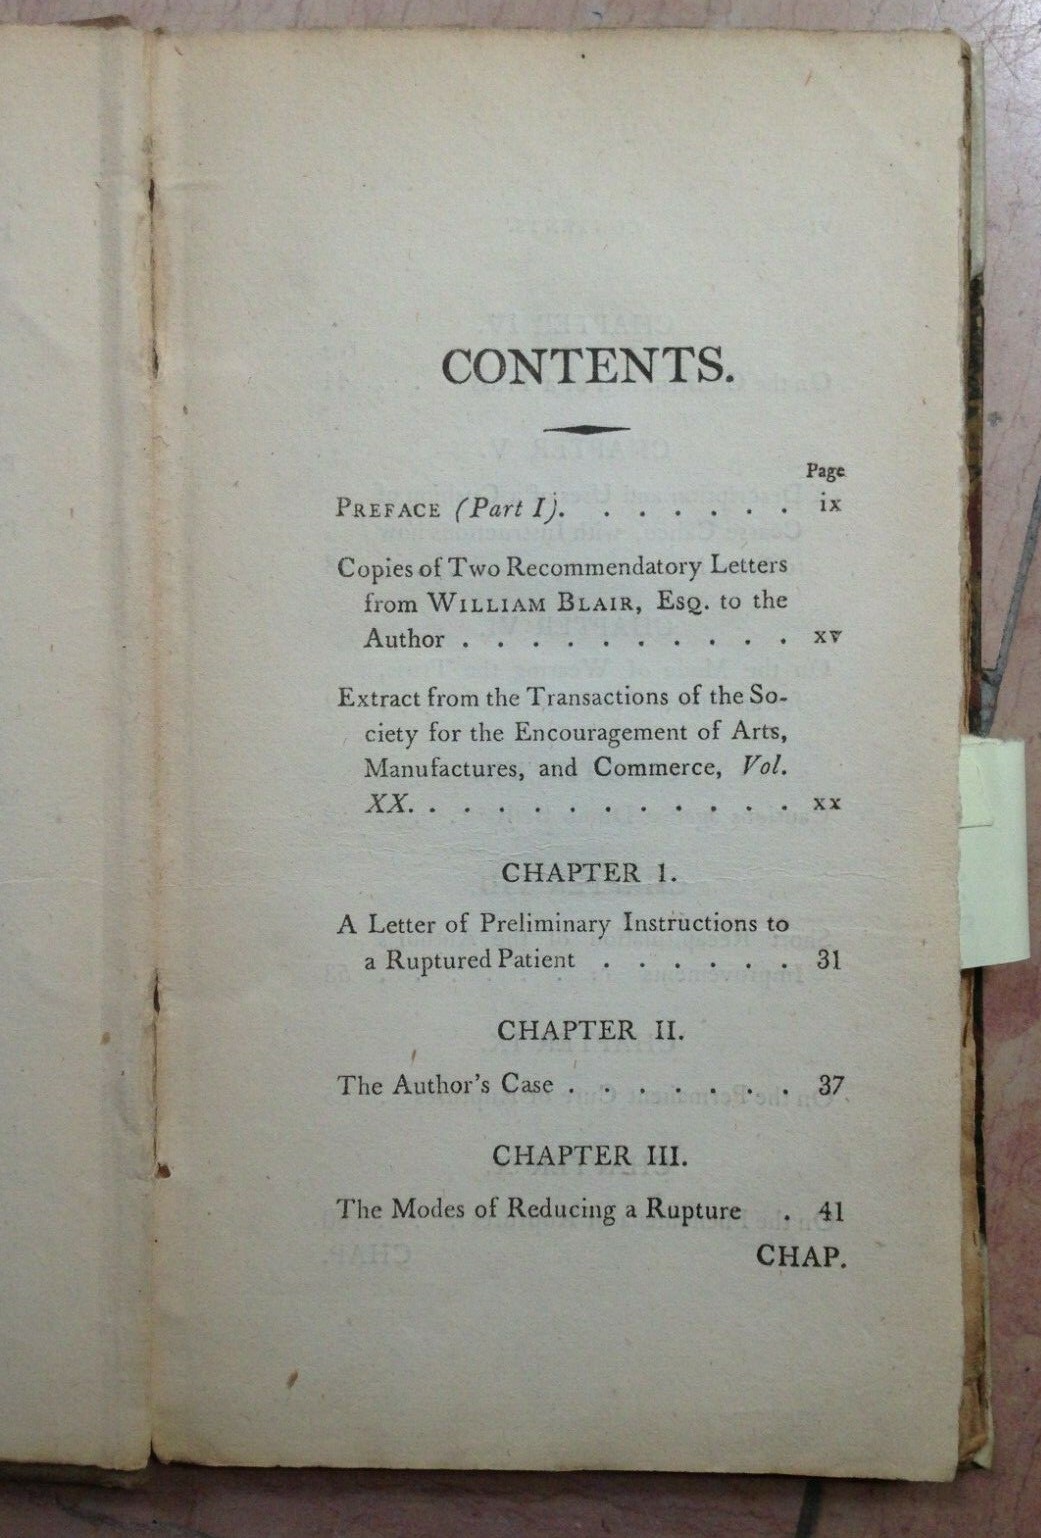 CONTENTS.
Page
PREFACE (Part I). . . . . . . ix
Copies of Two Recommendatory Letters
from WILLIAM BLAIR, ESQ. to the
Author . . . . . . . . . . xv
Extract from the Transactions of the So-
ciety for the Encouragement of Arts,
Manufactures, and Commerce, Vol.
XX. . . . . . . . . . . . xx
CHAPTER I.
A Letter of Preliminary Instructions to
a Ruptured Patient . . . . . . 31
CHAPTER II.
The Author's Case . . . . . . . 37
CHAPTER III.
The Modes of Reducing a Rupture . 41
CHAP.